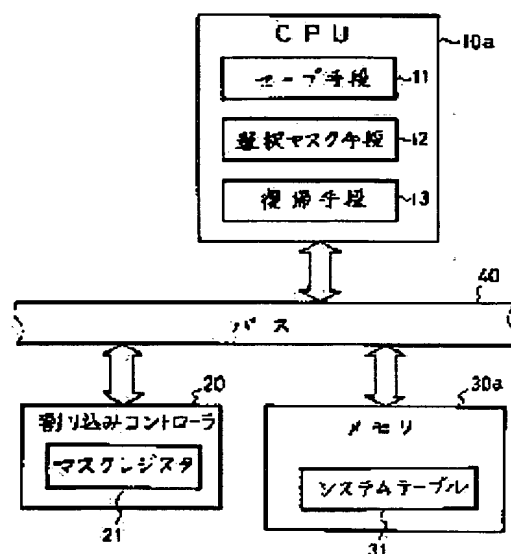 CPU
10a
セーブ手段
11
選択マスク手段
12
復帰手段
13
40
バス
20
割り込みコントローラ
マスクレジスタ
21
30a
メモリ
システムテーブル
31